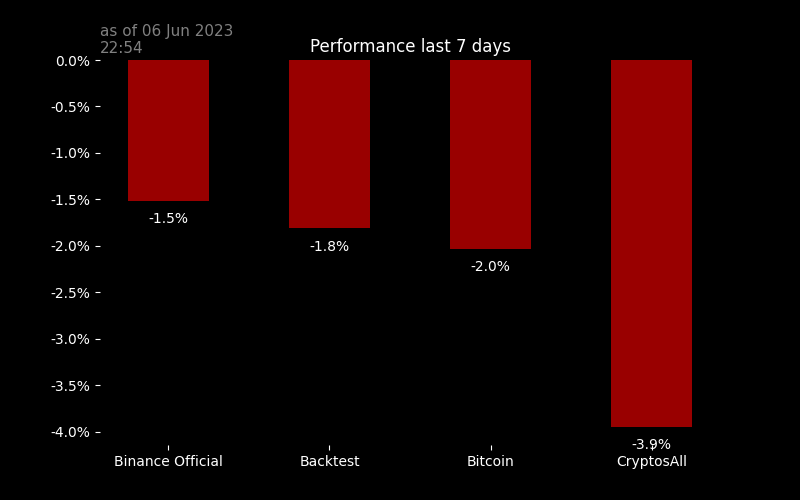 as of 06 Jun 2023
22:54
Performance last 7 days
0.0%
-0.5%
-1.0%
-1.5%
-2.0%
-2.5%
-3.0%
-3.5%
-4.0%
-1.5%
-1.8%
-2.0%
-3.9%
Binance Official
Backtest
Bitcoin
CryptosAll